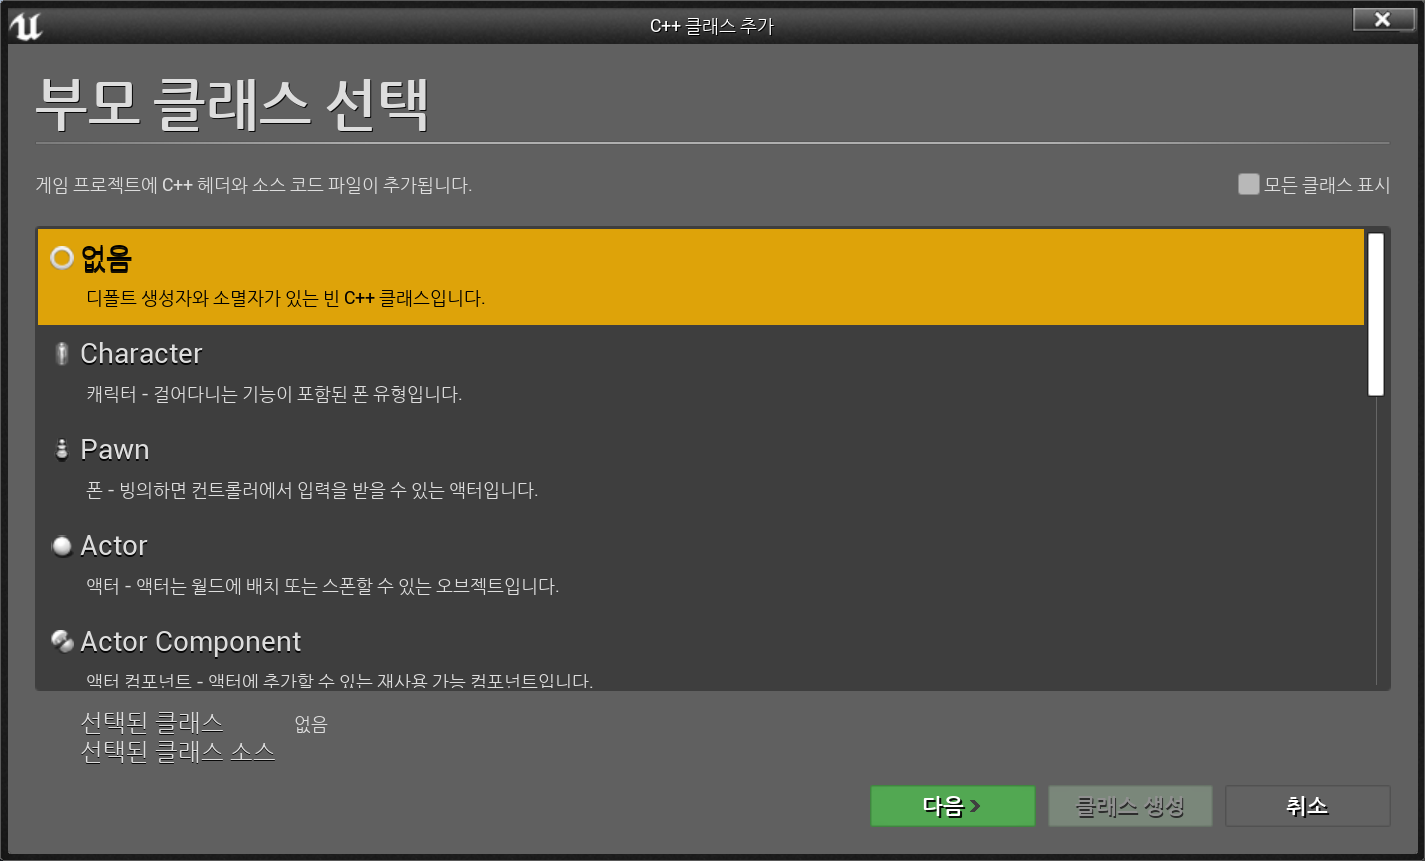 C++ 클래스 추가
부모 클래스 선택
게임 프로젝트에 C++ 헤더와 소스 코드 파일이 추가됩니다.
모든 클래스 표시
없음
디폴트 생성자와 소멸자가 있는 빈 C++ 클래스입니다.
Character
캐릭터 - 걸어다니는 기능이 포함된 폰 유형입니다.
Pawn
폰 - 빙의하면 컨트롤러에서 입력을 받을 수 있는 액터입니다.
Actor
액터 - 액터는 월드에 배치 또는 스폰할 수 있는 오브젝트입니다.
Actor Component
액터 컴포넌트 - 액터에 추가할 수 있는 재사용 가능 컴포넌트입니다.
선택된 클래스 없음
선택된 클래스 소스
다음 >
클래스 생성
취소